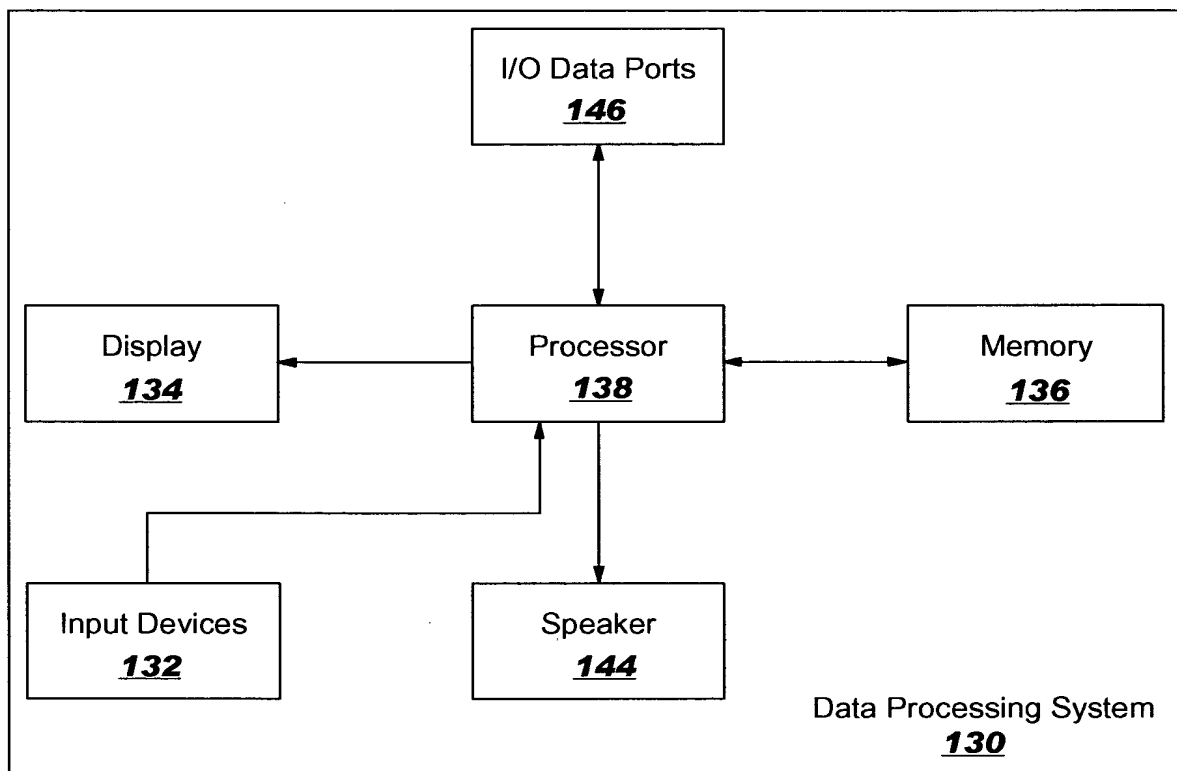 I/O Data Ports
146
Display
134
Processor
138
Memory
136
Input Devices
132
Speaker
144
Data Processing System
130